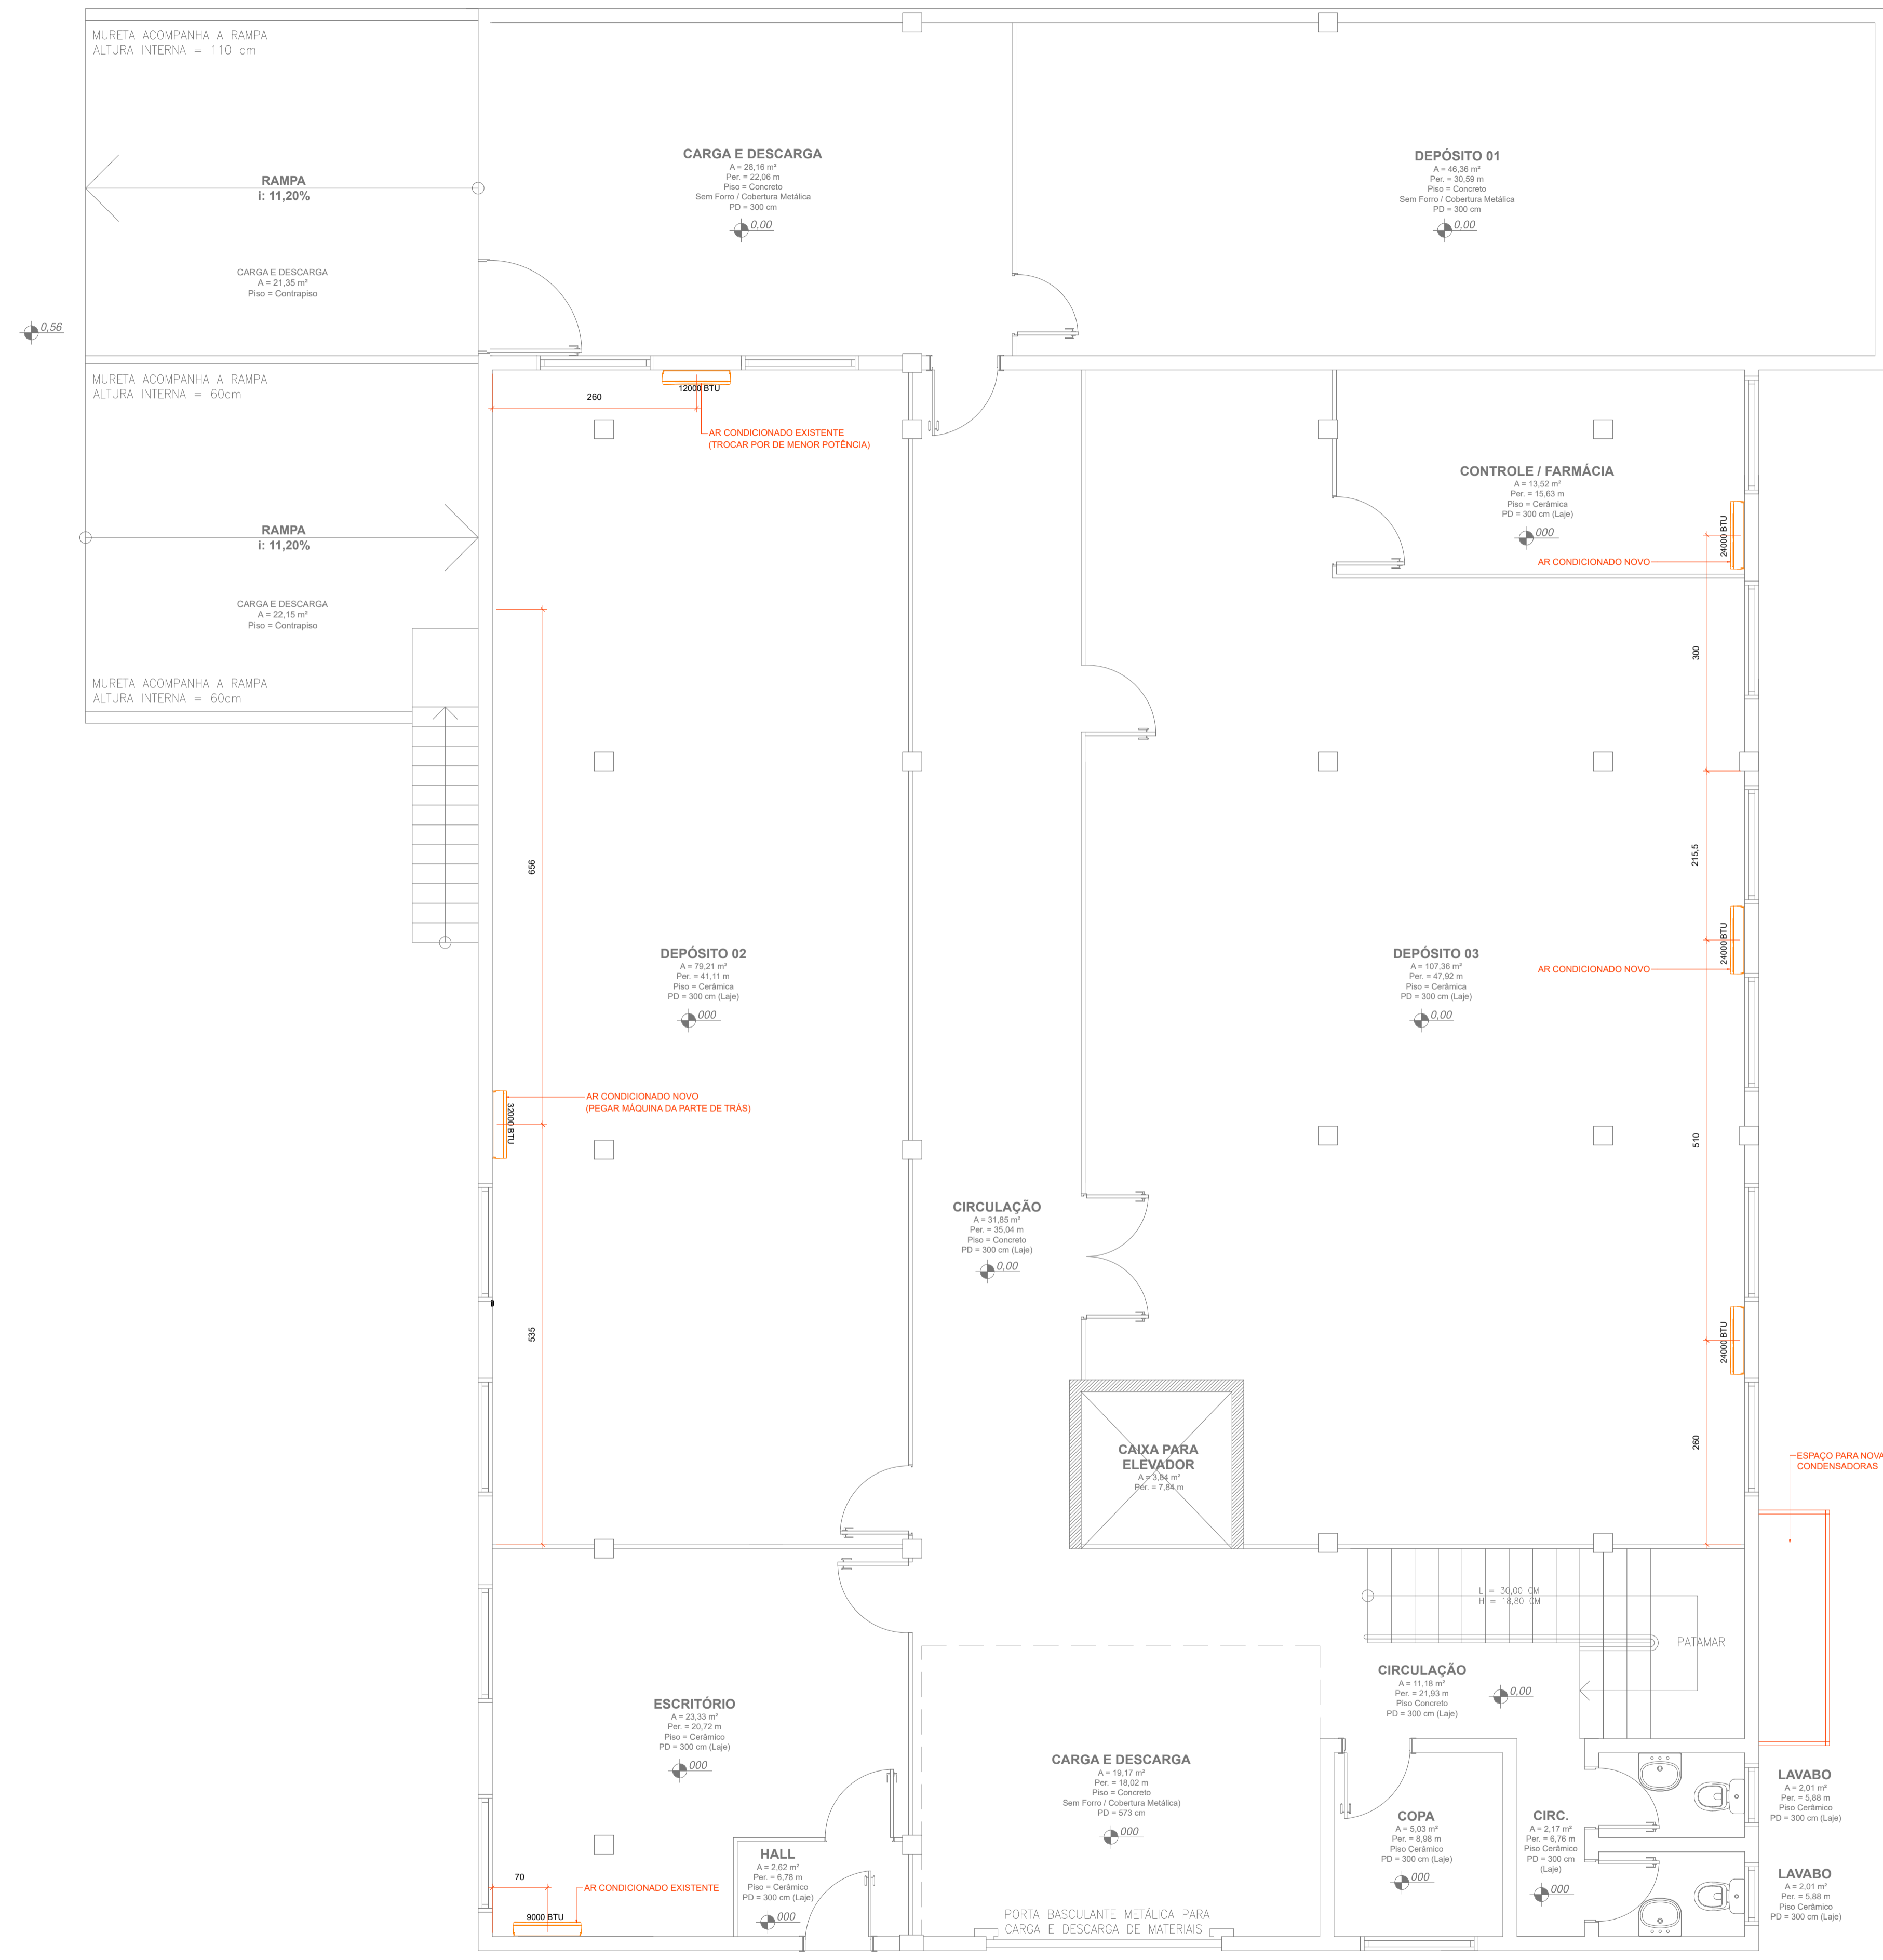 MURETA ACOMPANHA A RAMPA
ALTURA INTERNA = 110 cm
RAMPA
i: 11,20%
CARGA E DESCARGA
A = 21,35 m²
Piso = Contrapiso
0,56
CARGA E DESCARGA
A = 28,16 m²
Per. = 22,06 m
Piso = Concreto
Sem Forro / Cobertura Metálica
PD = 300 cm
0,00
DEPÓSITO 01
A = 46,36 m²
Per. = 30,59 m
Piso = Concreto
Sem Forro / Cobertura Metálica
PD = 300 cm
0,00
MURETA ACOMPANHA A RAMPA
ALTURA INTERNA = 60cm
RAMPA
i: 11,20%
CARGA E DESCARGA
A = 22,15 m²
Piso = Contrapiso
MURETA ACOMPANHA A RAMPA
ALTURA INTERNA = 60cm
12000 BTU
260
AR CONDICIONADO EXISTENTE
(TROCAR POR DE MENOR POTÊNCIA)
CONTROLE / FARMÁCIA
A = 13,52 m²
Per. = 15,63 m
Piso = Cerâmica
PD = 300 cm (Laje)
000
24000 BTU
AR CONDICIONADO NOVO
300
656
215,5
DEPÓSITO 02
A = 79,21 m²
Per. = 41,11 m
Piso = Cerâmica
PD = 300 cm (Laje)
000
DEPÓSITO 03
A = 107,36 m²
Per. = 47,92 m
Piso = Cerâmica
PD = 300 cm (Laje)
0,00
24000 BTU
AR CONDICIONADO NOVO
AR CONDICIONADO NOVO
(PEGAR MÁQUINA DA PARTE DE TRÁS)
32000 BTU
510
CIRCULAÇÃO
A = 31,85 m²
Per. = 35,04 m
Piso = Concreto
PD = 300 cm (Laje)
0,00
535
24000 BTU
260
CAIXA PARA
ELEVADOR
A = 3,84 m²
Per. = 7,84 m
ESPAÇO PARA NOVA
CONDENSADORAS
L = 30,00 CM
H = 18,80 CM
PATAMAR
CIRCULAÇÃO
A = 11,18 m²
Per. = 21,93 m
Piso Concreto
PD = 300 cm (Laje)
0,00
ESCRITÓRIO
A = 23,33 m²
Per. = 20,72 m
Piso = Cerâmico
PD = 300 cm (Laje)
000
CARGA E DESCARGA
A = 19,17 m²
Per. = 18,02 m
Piso = Concreto
Sem Forro / Cobertura Metálica)
PD = 573 cm
000
COPA
A = 5,03 m²
Per. = 8,98 m
Piso Cerâmico
PD = 300 cm (Laje)
000
CIRC.
A = 2,17 m²
Per. = 6,76 m
Piso Cerâmico
PD = 300 cm
(Laje)
000
LAVABO
A = 2,01 m²
Per. = 5,88 m
Piso Cerâmico
PD = 300 cm (Laje)
LAVABO
A = 2,01 m²
Per. = 5,88 m
Piso Cerâmico
PD = 300 cm (Laje)
HALL
A = 2,62 m²
Per. = 6,78 m
Piso = Cerâmico
PD = 300 cm (Laje)
000
70
AR CONDICIONADO EXISTENTE
9000 BTU
PORTA BASCULANTE METÁLICA PARA
CARGA E DESCARGA DE MATERIAIS